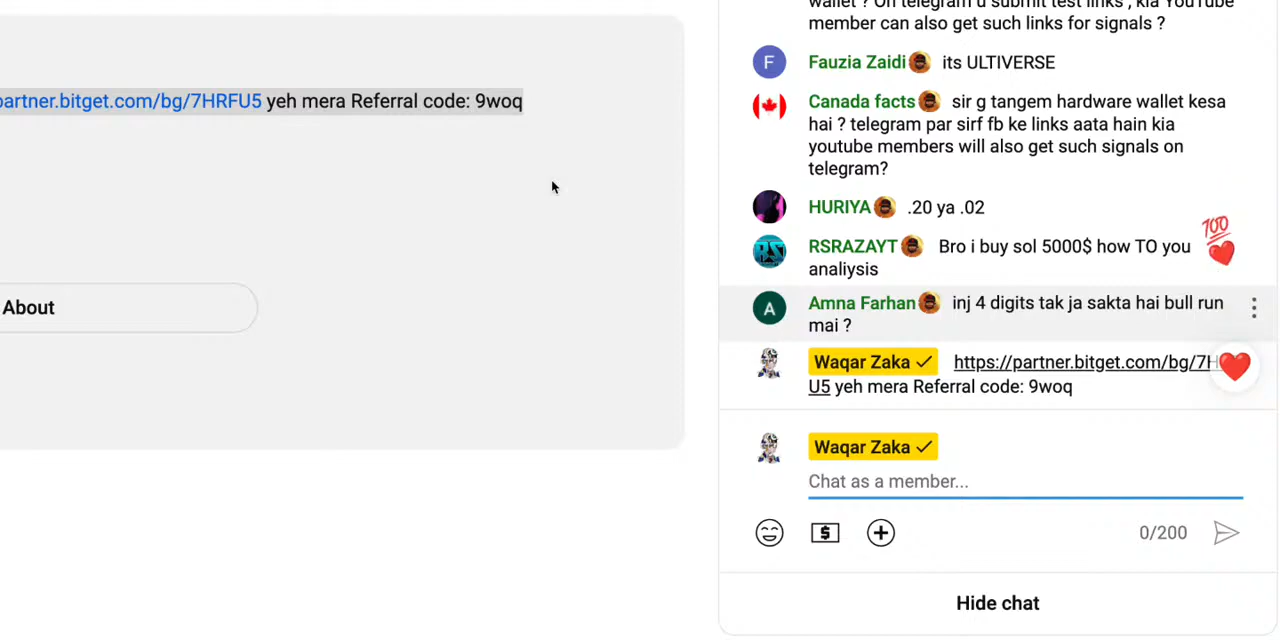 partner.bitget.com/bg/7HRFU5 yeh mera Referral code: 9woq
About
wallet ? On telegram u submit test links , kia YouTube
member can also get such links for signals ?
F
Fauzia Zaidi its ULTIVERSE
Canada facts sir g tangem hardware wallet kesa
hai ? telegram par sirf fb ke links aata hain kia
youtube members will also get such signals on
telegram?
HURIYA .20 ya .02
RS
RSRAZAYT Bro i buy sol 5000$ how TO you
analiysis
100
A
Amna Farhan inj 4 digits tak ja sakta hai bull run
mai ?
Waqar Zaka https://partner.bitget.com/bg/7H
U5 yeh mera Referral code: 9woq
Waqar Zaka
Chat as a member...
$
0/200
Hide chat